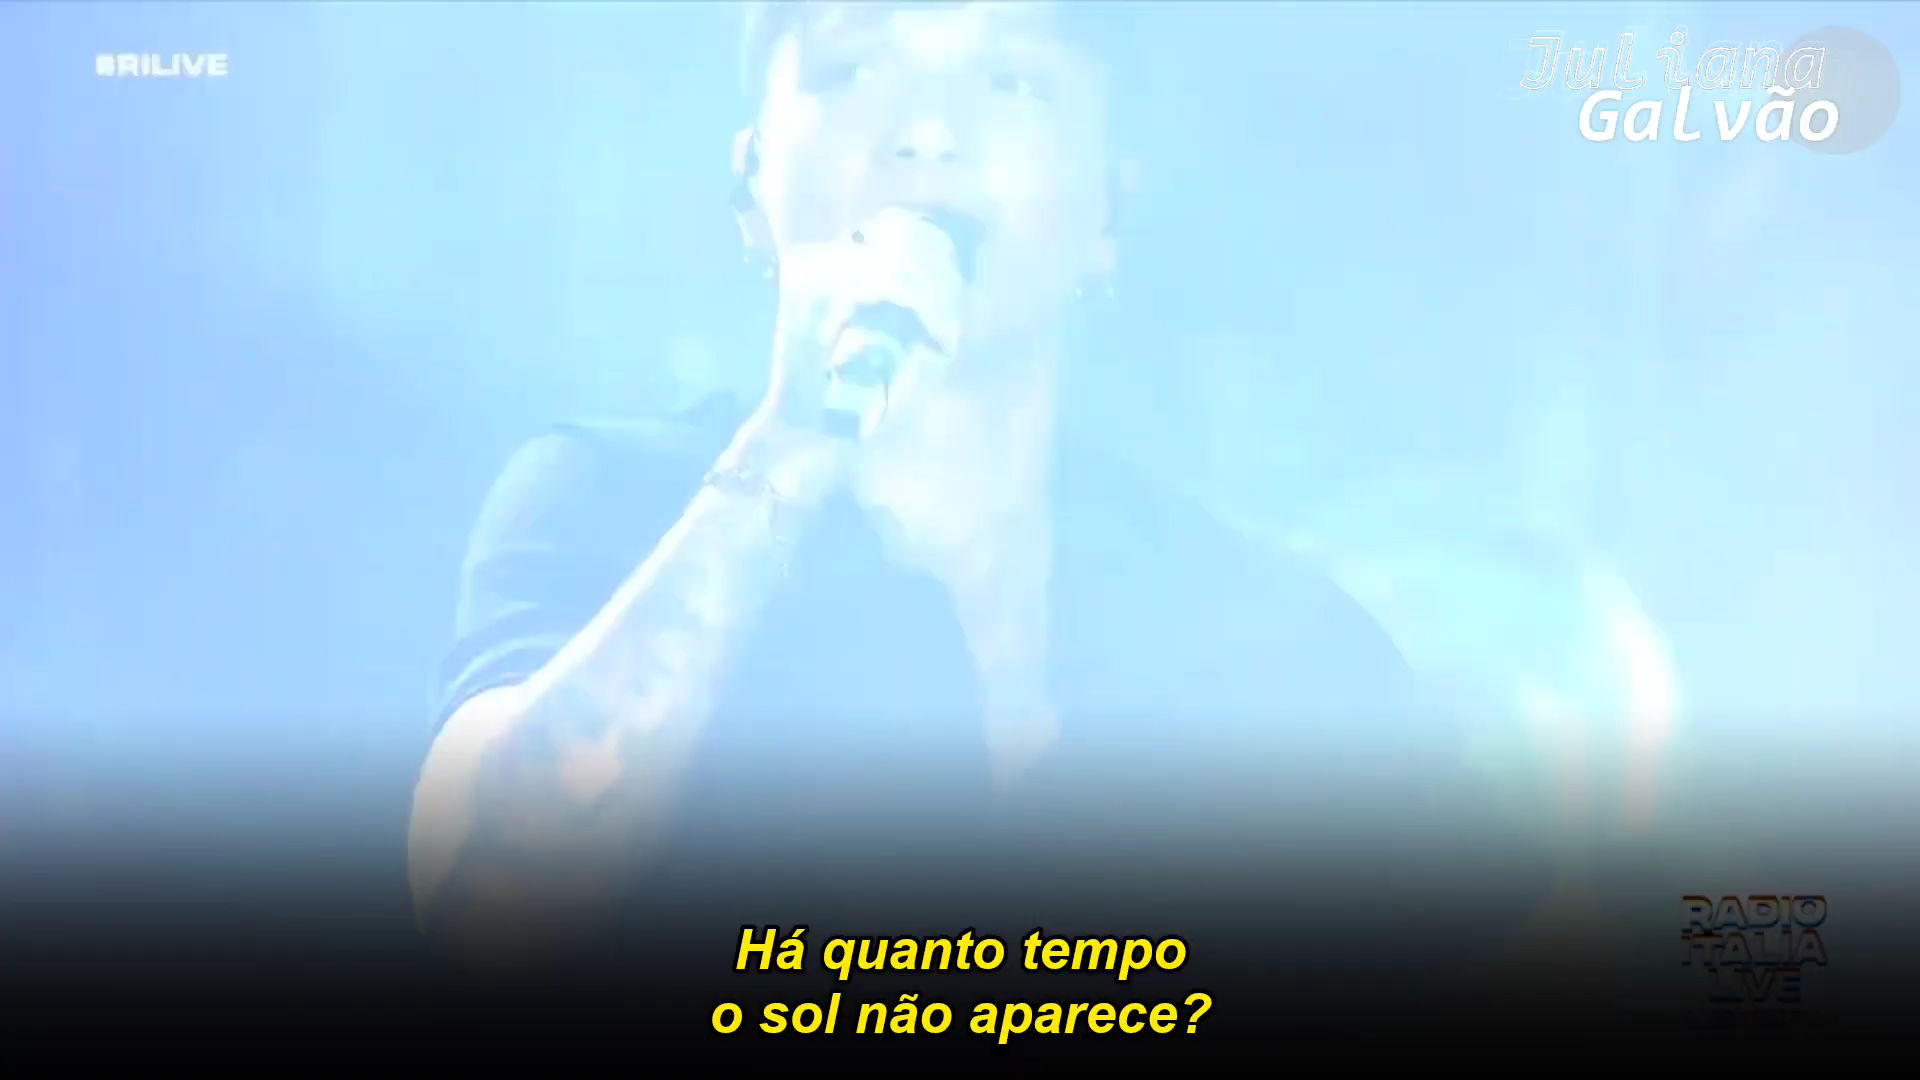 #RILIVE
Juliana
Galvão
RADIO
ITALIA
LIVE
Há quanto tempo
o sol não aparece?